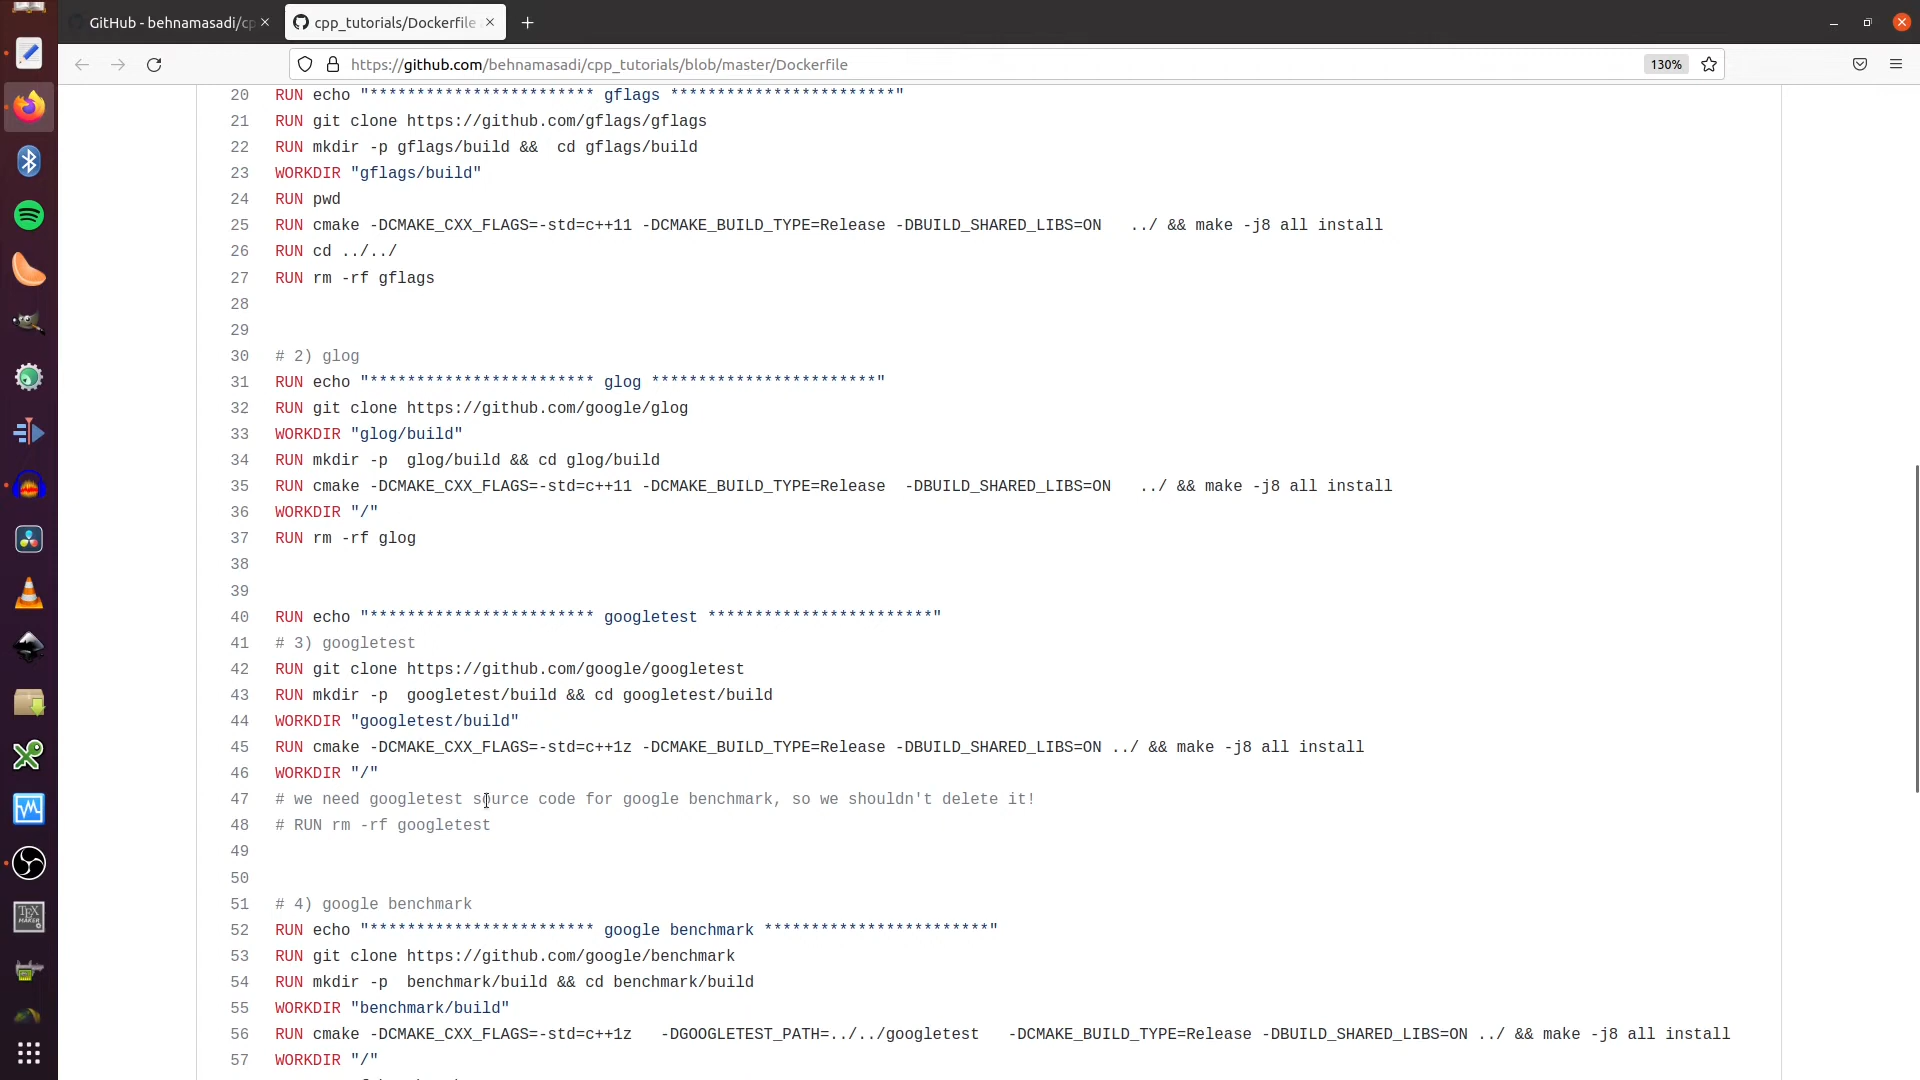 GitHub - behnamasadi/cp
cpp_tutorials/Dockerfile
https://github.com/behnamasadi/cpp_tutorials/blob/master/Dockerfile
130%
20 RUN echo "************************ gflags ************************"
21 RUN git clone https://github.com/gflags/gflags
22 RUN mkdir -p gflags/build &&  cd gflags/build
23 WORKDIR "gflags/build"
24 RUN pwd
25 RUN cmake -DCMAKE_CXX_FLAGS=-std=c++11 -DCMAKE_BUILD_TYPE=Release -DBUILD_SHARED_LIBS=ON   ../ && make -j8 all install
26 RUN cd ../../
27 RUN rm -rf gflags
28
29
30 # 2) glog
31 RUN echo "************************ glog ************************"
32 RUN git clone https://github.com/google/glog
33 WORKDIR "glog/build"
34 RUN mkdir -p  glog/build && cd glog/build
35 RUN cmake -DCMAKE_CXX_FLAGS=-std=c++11 -DCMAKE_BUILD_TYPE=Release  -DBUILD_SHARED_LIBS=ON   ../ && make -j8 all install
36 WORKDIR "/"
37 RUN rm -rf glog
38
39
40 RUN echo "************************ googletest ************************"
41 # 3) googletest
42 RUN git clone https://github.com/google/googletest
43 RUN mkdir -p  googletest/build && cd googletest/build
44 WORKDIR "googletest/build"
45 RUN cmake -DCMAKE_CXX_FLAGS=-std=c++1z -DCMAKE_BUILD_TYPE=Release -DBUILD_SHARED_LIBS=ON ../ && make -j8 all install
46 WORKDIR "/"
47 # we need googletest source code for google benchmark, so we shouldn't delete it!
48 # RUN rm -rf googletest
49
50
51 # 4) google benchmark
52 RUN echo "************************ google benchmark ************************"
53 RUN git clone https://github.com/google/benchmark
54 RUN mkdir -p  benchmark/build && cd benchmark/build
55 WORKDIR "benchmark/build"
56 RUN cmake -DCMAKE_CXX_FLAGS=-std=c++1z   -DGOOGLETEST_PATH=../../googletest   -DCMAKE_BUILD_TYPE=Release -DBUILD_SHARED_LIBS=ON ../ && make -j8 all install
57 WORKDIR "/"
TEX
MAKER